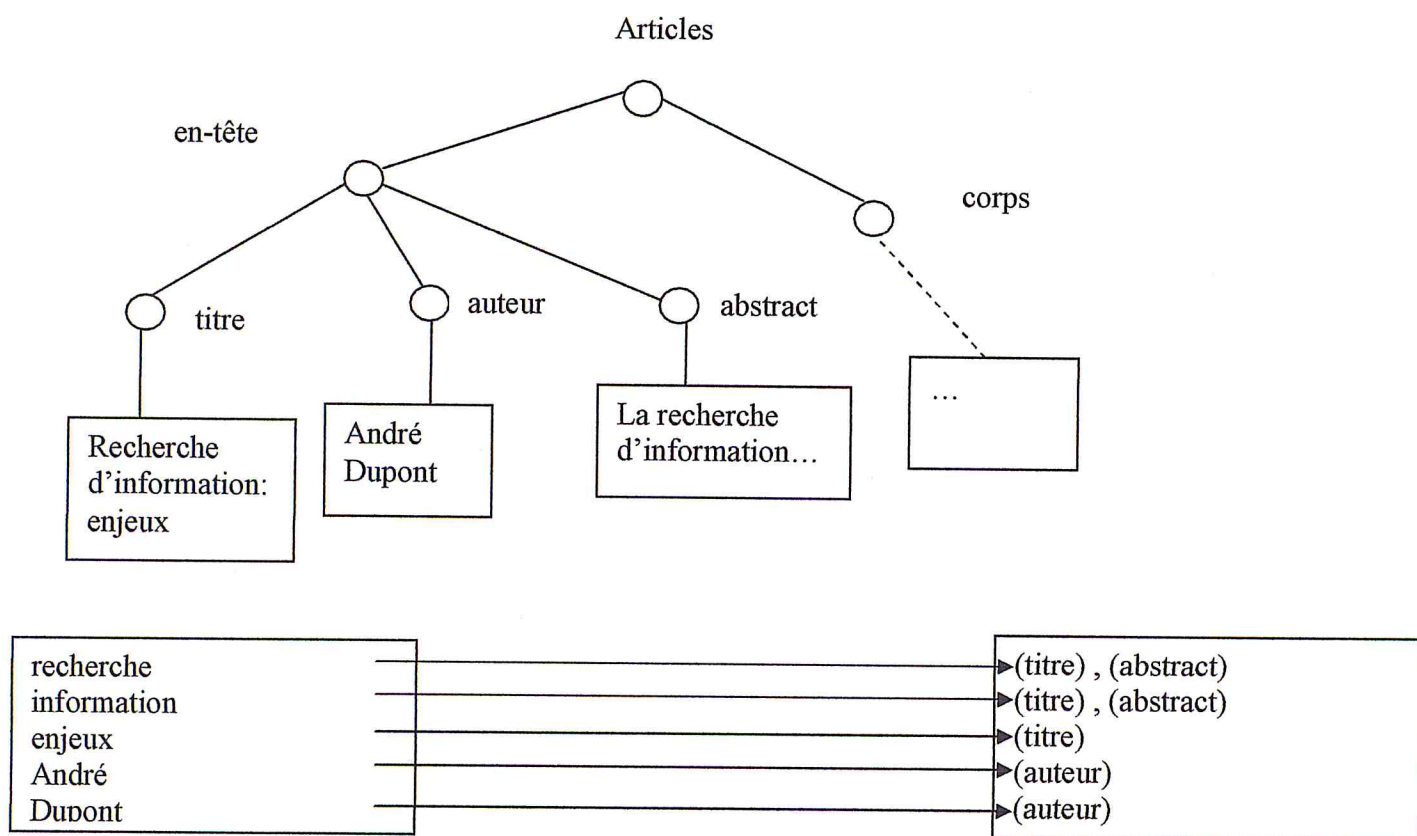 Articles
en-tête
corps
titre
auteur
abstract
Recherche
d'information:
enjeux
André
Dupont
La recherche
d'information…
…
recherche
information
enjeux
André
Dupont
(titre) , (abstract)
(titre) , (abstract)
(titre)
(auteur)
(auteur)